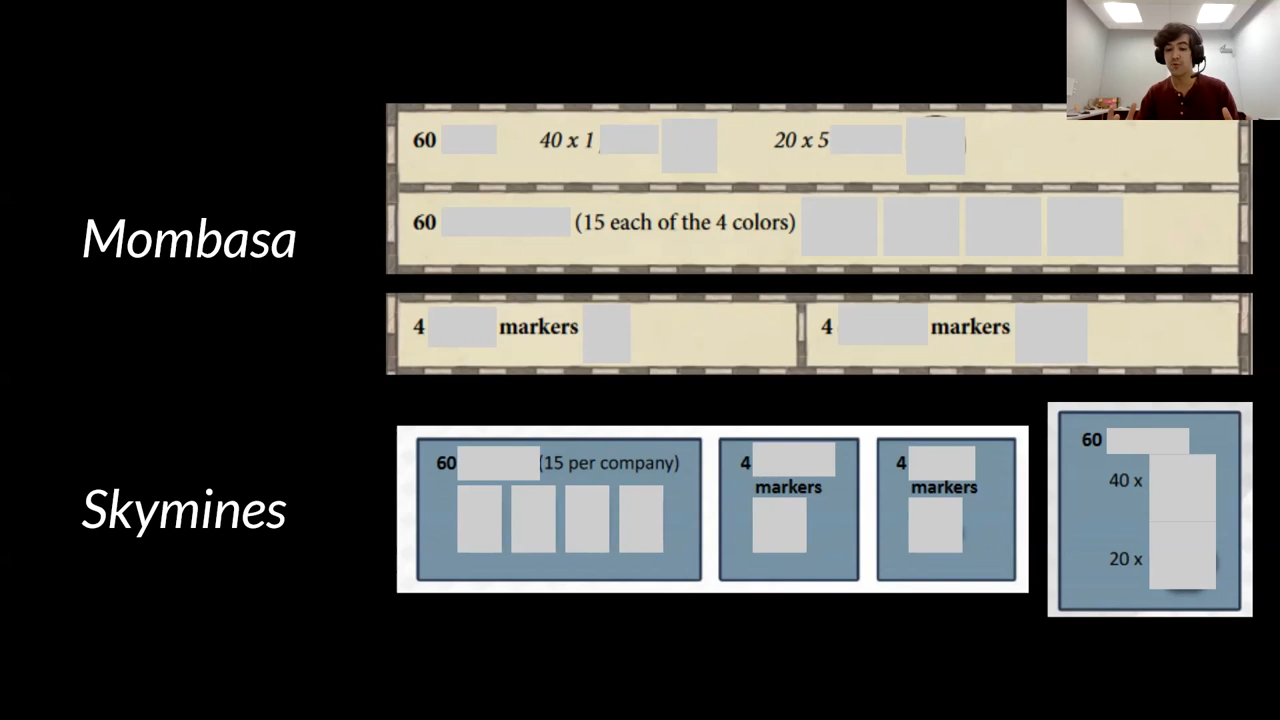 Mombasa
60 40 x 1 20 x 5
60 (15 each of the 4 colors)
4 markers 4 markers
Skymines
60 (15 per company)
4
markers
4
markers
60
40 x
20 x